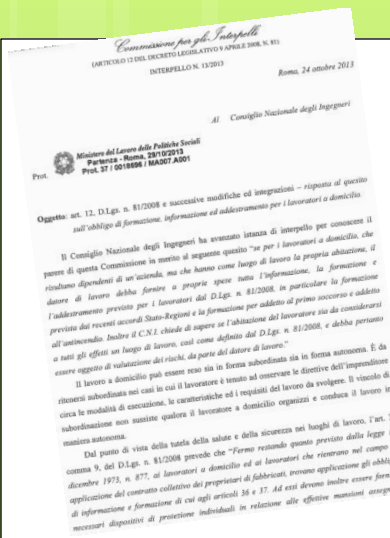 Commissione per gli Interpelli
(ARTICOLO 12 DEL DECRETO LEGISLATIVO 9 APRILE 2008, N. 81)
INTERPELLO N. 13/2013
Roma, 24 ottobre 2013
Al Consiglio Nazionale degli Ingegneri
Ministero del Lavoro delle Politiche Sociali
Partenza - Roma, 29/10/2013
Prot. Prot. 37 / 0018696 / MA007.A001
Oggetto: art. 12, D.Lgs. n. 81/2008 e successive modifiche ed integrazioni – risposta al quesito
sull'obbligo di formazione, informazione ed addestramento per i lavoratori a domicilio.
Il Consiglio Nazionale degli Ingegneri ha avanzato istanza di interpello per conoscere il
parere di questa Commissione in merito al seguente quesito "se per i lavoratori a domicilio, che
risultano dipendenti di un'azienda, ma che hanno come luogo di lavoro la propria abitazione, il
datore di lavoro debba fornire a proprie spese tutta l'informazione, la formazione e
l'addestramento previsto per i lavoratori dal D.Lgs. n. 81/2008, in particolare la formazione
prevista dai recenti accordi Stato-Regioni e la formazione per addetto al primo soccorso e addetto
all'antincendio. Inoltre il C.N.I. chiede di sapere se l'abitazione del lavoratore sia da considerarsi
a tutti gli effetti un luogo di lavoro, così come definito dal D.Lgs. n. 81/2008, e debba pertanto
essere oggetto di valutazione dei rischi, da parte del datore di lavoro."
Il lavoro a domicilio può essere reso sia in forma subordinata sia in forma autonoma. È da
ritenersi subordinata nei casi in cui il lavoratore è tenuto ad osservare le direttive dell'imprenditore
circa le modalità di esecuzione, le caratteristiche ed i requisiti del lavoro da svolgere. Il vincolo di
subordinazione non sussiste qualora il lavoratore a domicilio organizzi e conduca il lavoro in
maniera autonoma.
Dal punto di vista della tutela della salute e della sicurezza nei luoghi di lavoro, l'art. 3
comma 9, del D.Lgs. n. 81/2008 prevede che "Fermo restando quanto previsto dalla legge
dicembre 1973, n. 877, ai lavoratori a domicilio ed ai lavoratori che rientrano nel campo
applicazione del contratto collettivo dei proprietari di fabbricati, trovano applicazione gli obblig
di informazione e formazione di cui agli articoli 36 e 37. Ad essi devono inoltre essere forn
necessari dispositivi di protezione individuali in relazione alle effettive mansioni assegn